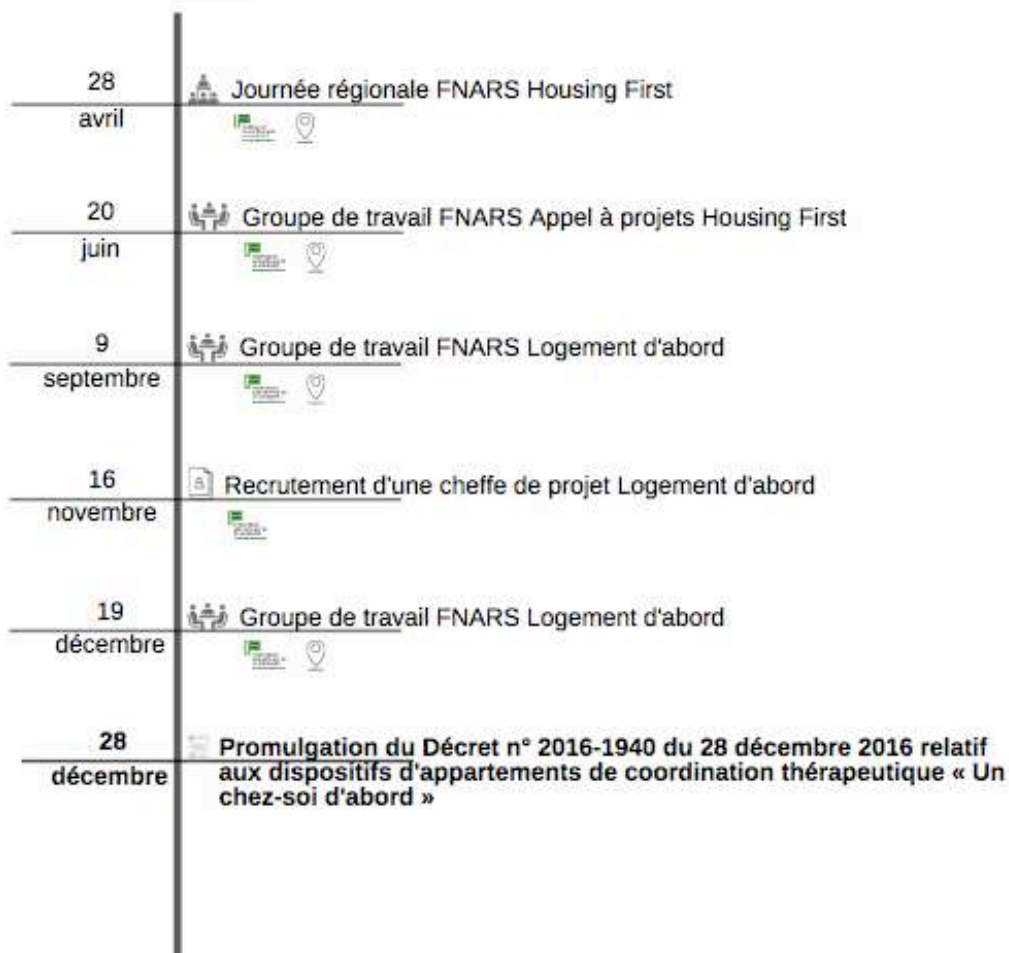 28
avril
Journée régionale FNARS Housing First
20
juin
Groupe de travail FNARS Appel à projets Housing First
9
septembre
Groupe de travail FNARS Logement d'abord
16
novembre
Recrutement d'une cheffe de projet Logement d'abord
19
décembre
Groupe de travail FNARS Logement d'abord
28
décembre
Promulgation du Décret n° 2016-1940 du 28 décembre 2016 relatif
aux dispositifs d'appartements de coordination thérapeutique « Un
chez-soi d'abord »